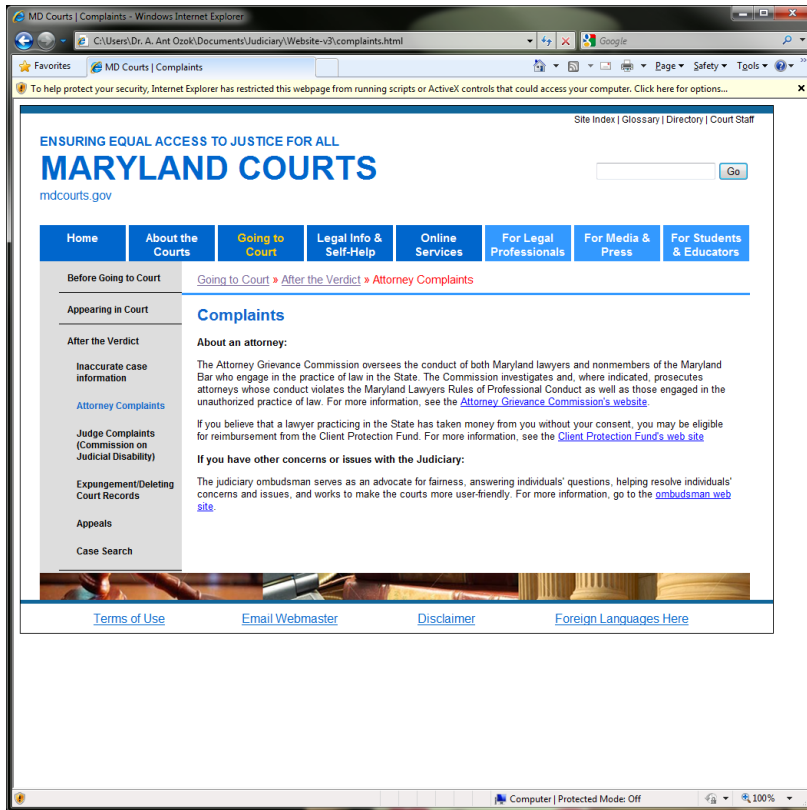 MD Courts | Complaints - Windows Internet Explorer
C:\Users\Dr. A. Ant Ozok\Documents\Judiciary\Website-v3\complaints.html
Google
Favorites
MD Courts | Complaints
Page
Safety
Tools
To help protect your security, Internet Explorer has restricted this webpage from running scripts or ActiveX controls that could access your computer. Click here for options...
Site Index | Glossary | Directory | Court Staff
ENSURING EQUAL ACCESS TO JUSTICE FOR ALL
MARYLAND COURTS
Go
mdcourts.gov
Home
About the
Courts
Going to
Court
Legal Info &
Self-Help
Online
Services
For Legal
Professionals
For Media &
Press
For Students
& Educators
Before Going to Court
Appearing in Court
After the Verdict
Inaccurate case
information
Attorney Complaints
Judge Complaints
(Commission on
Judicial Disability)
Expungement/Deleting
Court Records
Appeals
Case Search
Going to Court » After the Verdict » Attorney Complaints
Complaints
About an attorney:
The Attorney Grievance Commission oversees the conduct of both Maryland lawyers and nonmembers of the Maryland
Bar who engage in the practice of law in the State. The Commission investigates and, where indicated, prosecutes
attorneys whose conduct violates the Maryland Lawyers Rules of Professional Conduct as well as those engaged in the
unauthorized practice of law. For more information, see the Attorney Grievance Commission's website.
If you believe that a lawyer practicing in the State has taken money from you without your consent, you may be eligible
for reimbursement from the Client Protection Fund. For more information, see the Client Protection Fund's web site
If you have other concerns or issues with the Judiciary:
The judiciary ombudsman serves as an advocate for fairness, answering individuals' questions, helping resolve individuals'
concerns and issues, and works to make the courts more user-friendly. For more information, go to the ombudsman web
site.
Terms of Use
Email Webmaster
Disclaimer
Foreign Languages Here
Computer | Protected Mode: Off
100%